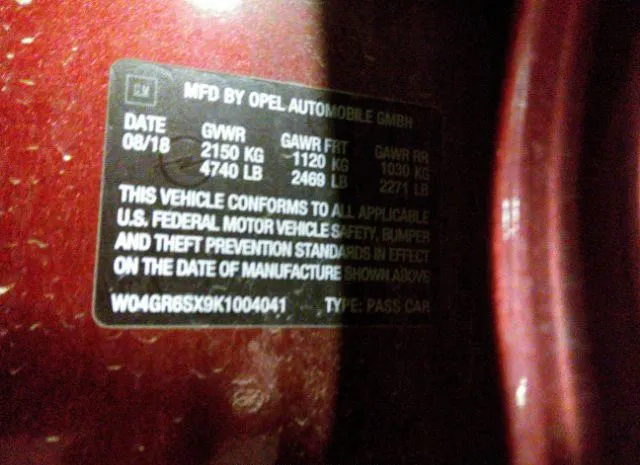 GM MFD BY OPEL AUTOMOBILE GMBH
DATE GVWR GAWR FRT GAWR RR
08/18 2150 KG 1120 KG 1030 KG
4740 LB 2469 LB 2271 LB
THIS VEHICLE CONFORMS TO ALL APPLICABLE
U.S. FEDERAL MOTOR VEHICLE SAFETY, BUMPER
AND THEFT PREVENTION STANDARDS IN EFFECT
ON THE DATE OF MANUFACTURE SHOWN ABOVE
W04GR6SX9K1004041 TYPE: PASS CAR